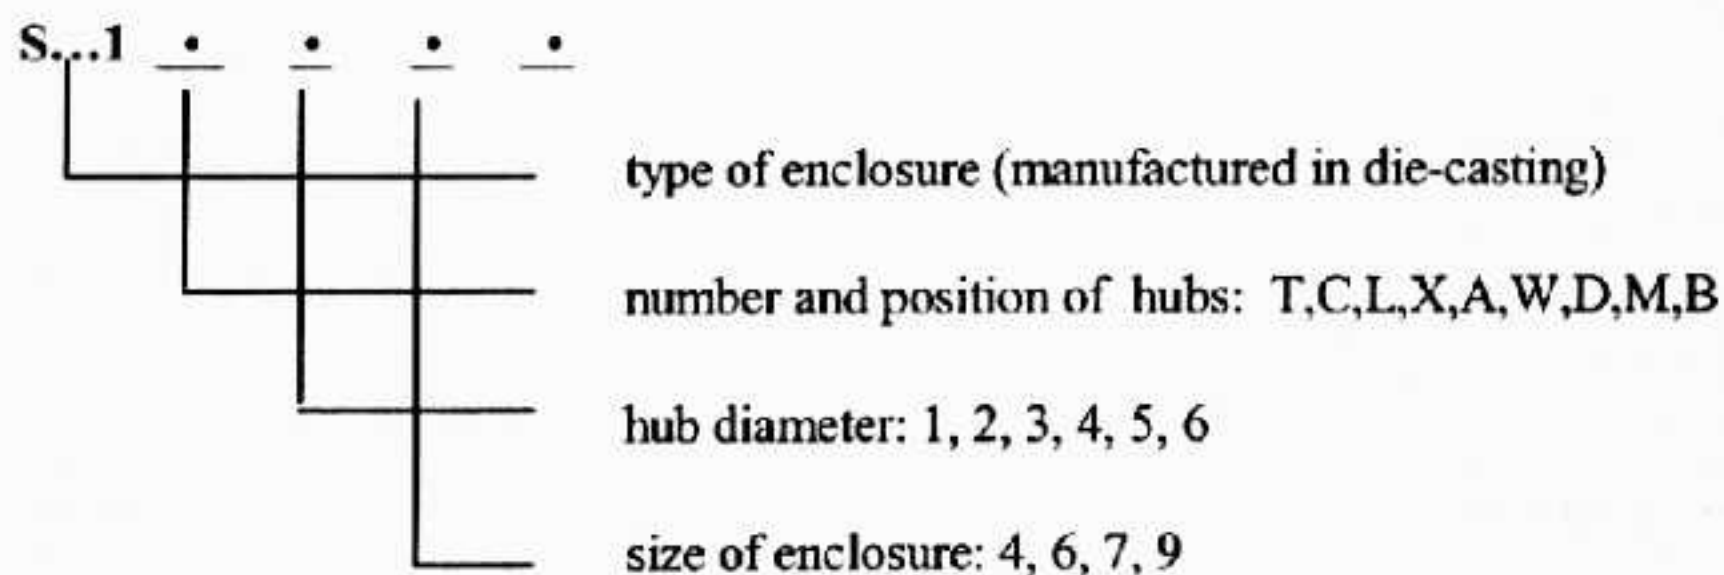 S...1 . . . .
type of enclosure (manufactured in die-casting)
number and position of hubs: T,C,L,X,A,W,D,M,B
hub diameter: 1, 2, 3, 4, 5, 6
size of enclosure: 4, 6, 7, 9